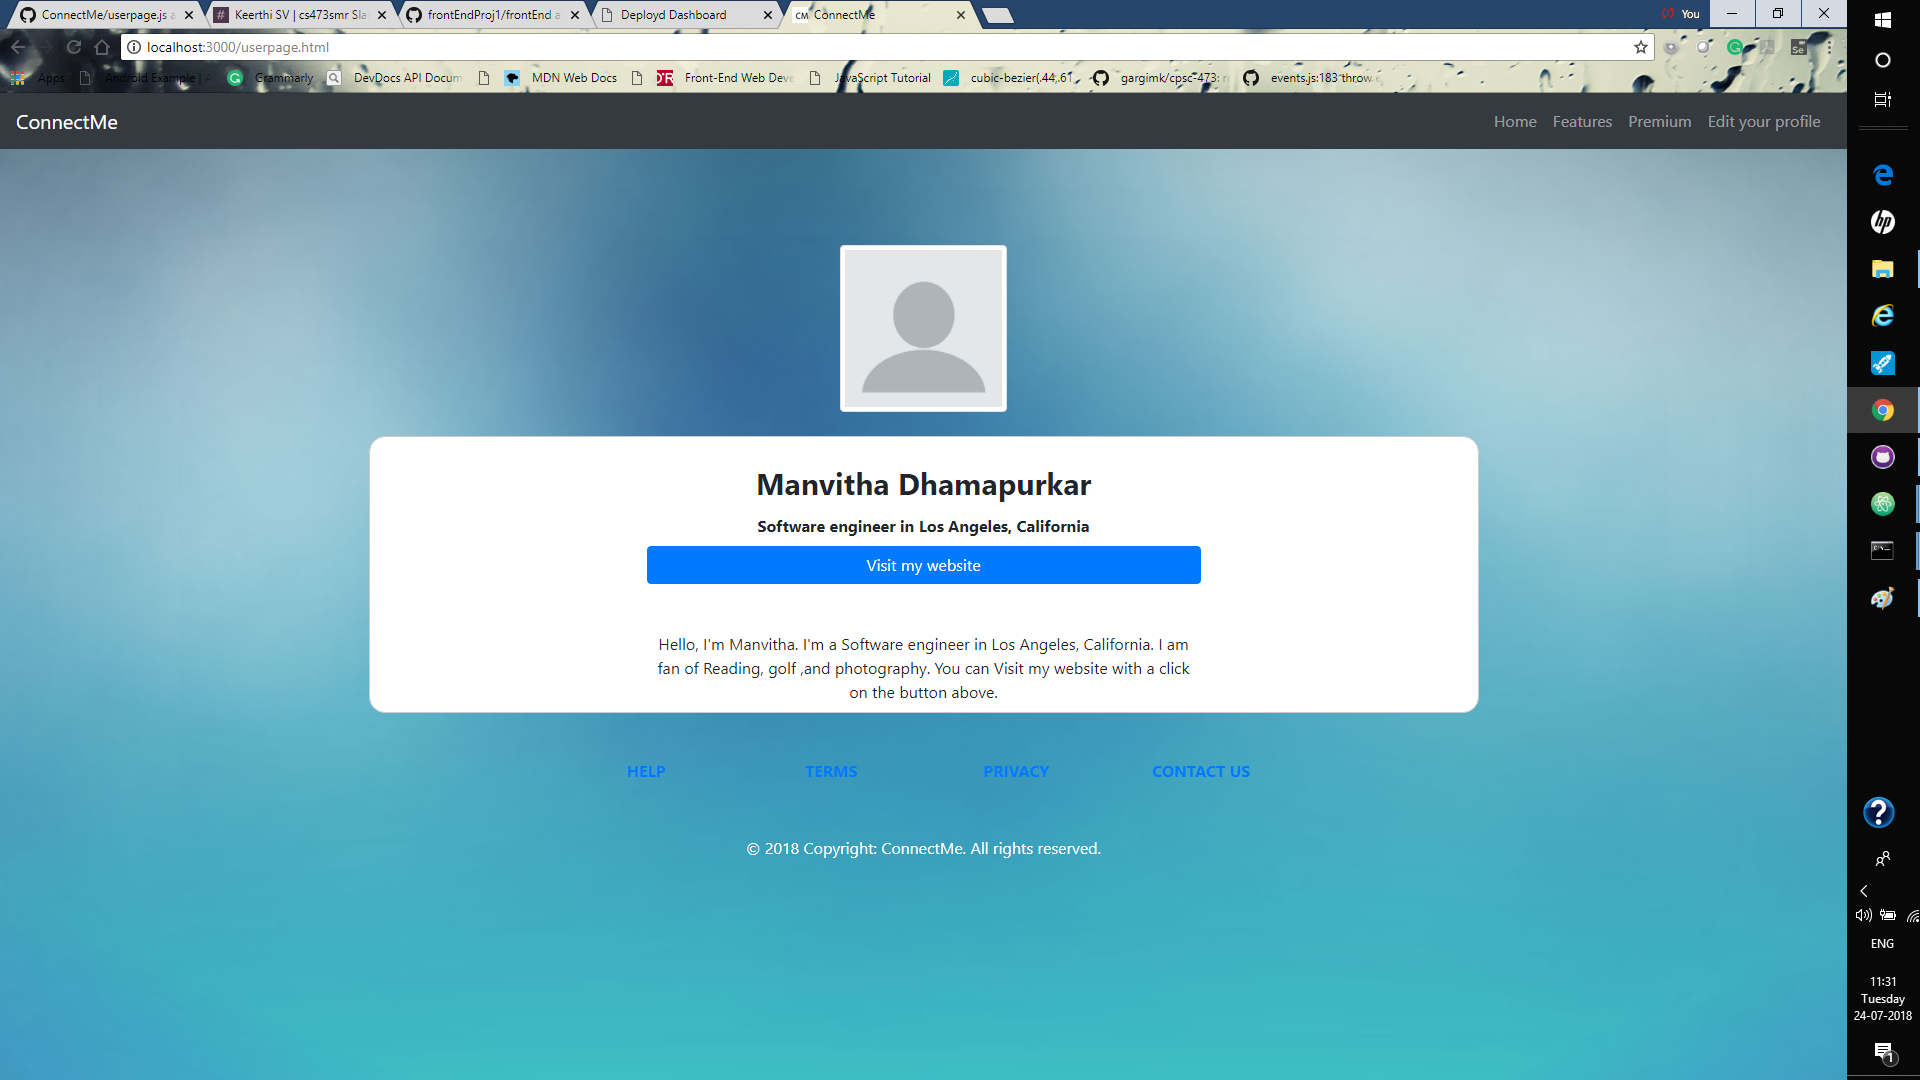 ConnectMe/userpage.js a
Keerthi SV | cs473smr Sla
frontEndProj1/frontEnd a
Deployd Dashboard
CM ConnectMe
You
localhost:3000/userpage.html
Apps
Android Example | A
Grammarly
DevDocs API Docum
MDN Web Docs
Front-End Web Deve
JavaScript Tutorial
cubic-bezier(.44,.61
gargimk/cpsc-473: re
events.js:183 throw e
ConnectMe
Home
Features
Premium
Edit your profile
Manvitha Dhamapurkar
Software engineer in Los Angeles, California
Visit my website
Hello, I'm Manvitha. I'm a Software engineer in Los Angeles, California. I am
fan of Reading, golf ,and photography. You can Visit my website with a click
on the button above.
HELP
TERMS
PRIVACY
CONTACT US
© 2018 Copyright: ConnectMe. All rights reserved.
ENG
11:31
Tuesday
24-07-2018
1